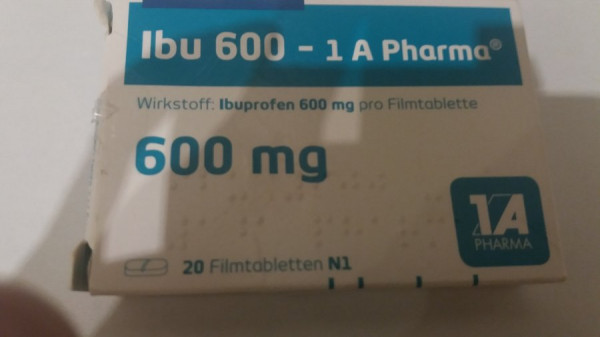 Ibu 600 - 1 A Pharma®
Wirkstoff: Ibuprofen 600 mg pro Filmtablette
600 mg
1A
PHARMA
20 Filmtabletten N1